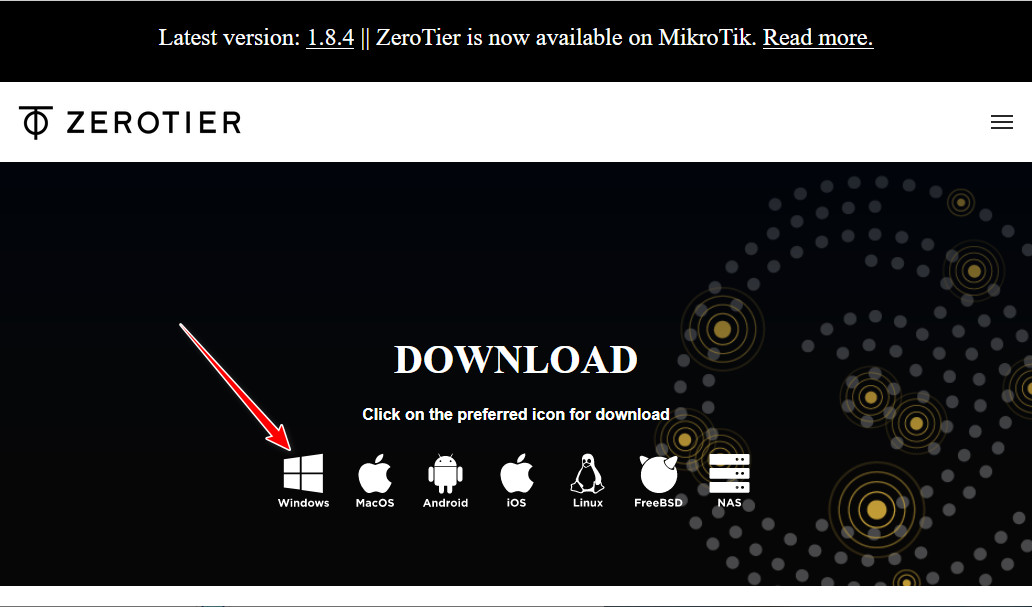 Latest version: 1.8.4 || ZeroTier is now available on MikroTik. Read more.
ZEROTIER
DOWNLOAD
Click on the preferred icon for download
Windows MacOS Android iOS Linux FreeBSD NAS